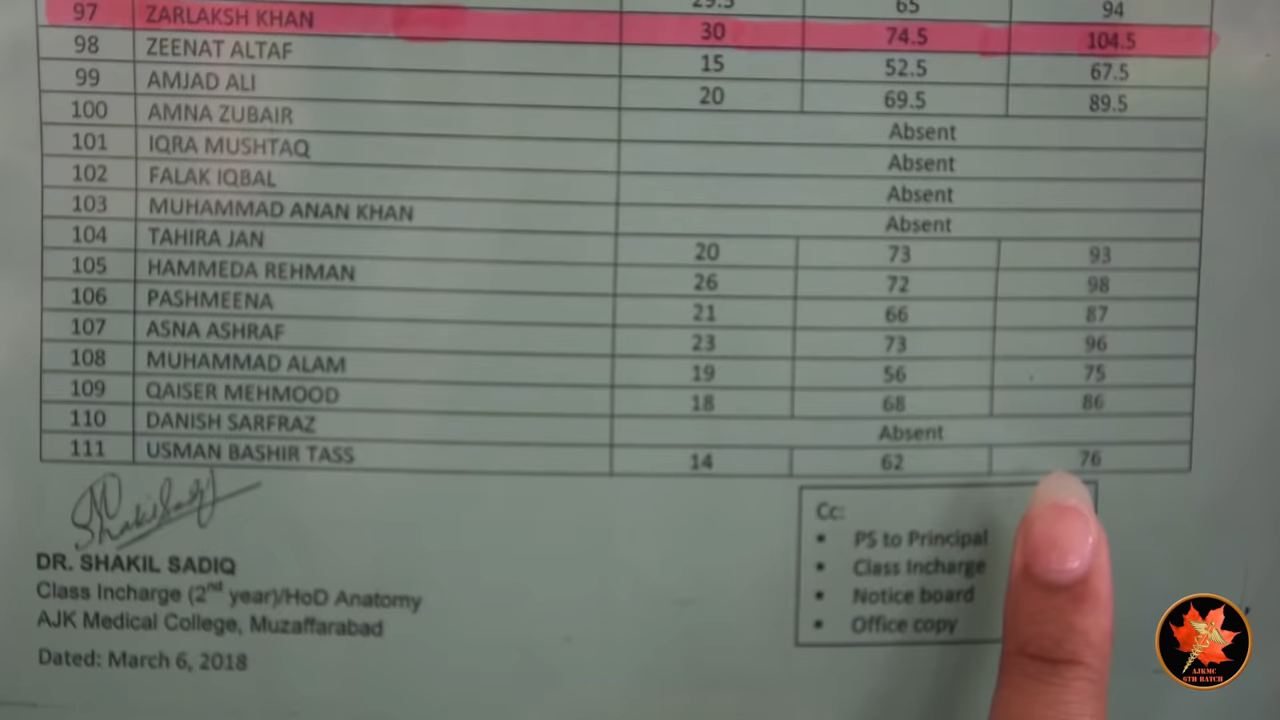 29.5 65 94
97 ZARLAKSH KHAN 30 74.5 104.5
98 ZEENAT ALTAF 15 52.5 67.5
99 AMJAD ALI 20 69.5 89.5
100 AMNA ZUBAIR Absent
101 IQRA MUSHTAQ Absent
102 FALAK IQBAL Absent
103 MUHAMMAD ANAN KHAN Absent
104 TAHIRA JAN 20 73 93
105 HAMMEDA REHMAN 26 72 98
106 PASHMEENA 21 66 87
107 ASNA ASHRAF 23 73 96
108 MUHAMMAD ALAM 19 56 75
109 QAISER MEHMOOD 18 68 86
110 DANISH SARFRAZ Absent
111 USMAN BASHIR TASS 14 62 76
DR. SHAKIL SADIQ
Class Incharge (2nd year)/HoD Anatomy
AJK Medical College, Muzaffarabad
Dated: March 6, 2018
Cc:
• PS to Principal
• Class Incharge
• Notice board
• Office copy
AJKMC
6TH BATCH